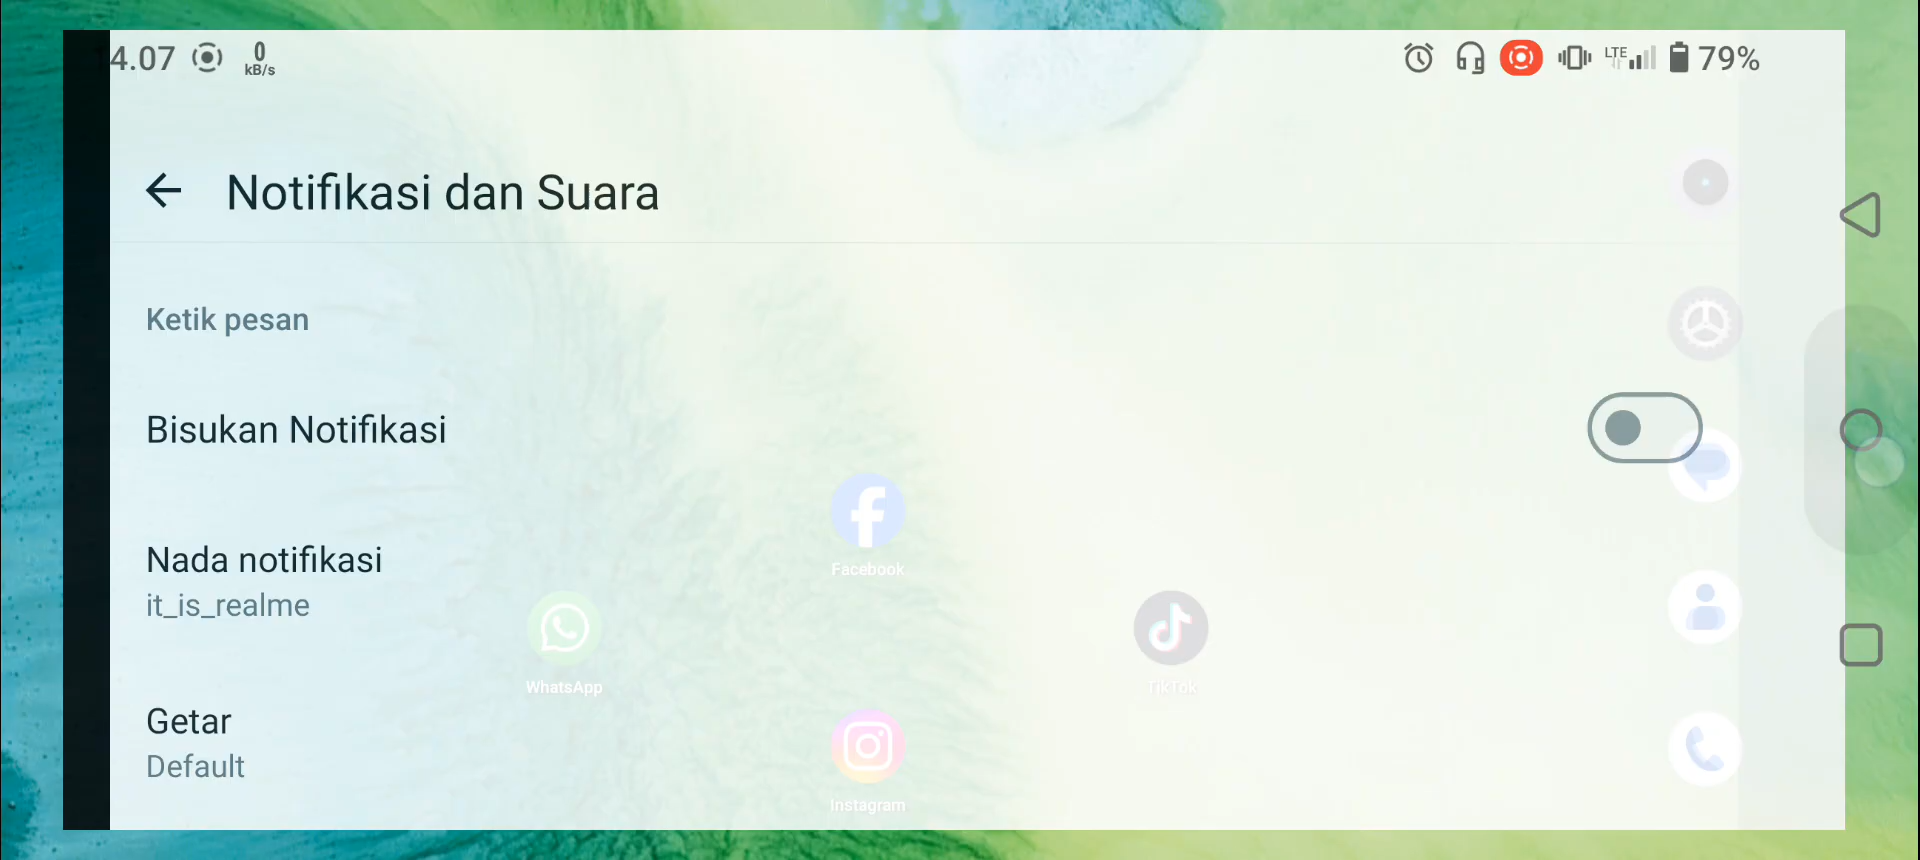 14.07
0
kB/s
LTE
79%
Notifikasi dan Suara
Ketik pesan
Bisukan Notifikasi
Nada notifikasi
it_is_realme
Facebook
WhatsApp
TikTok
Getar
Default
Instagram